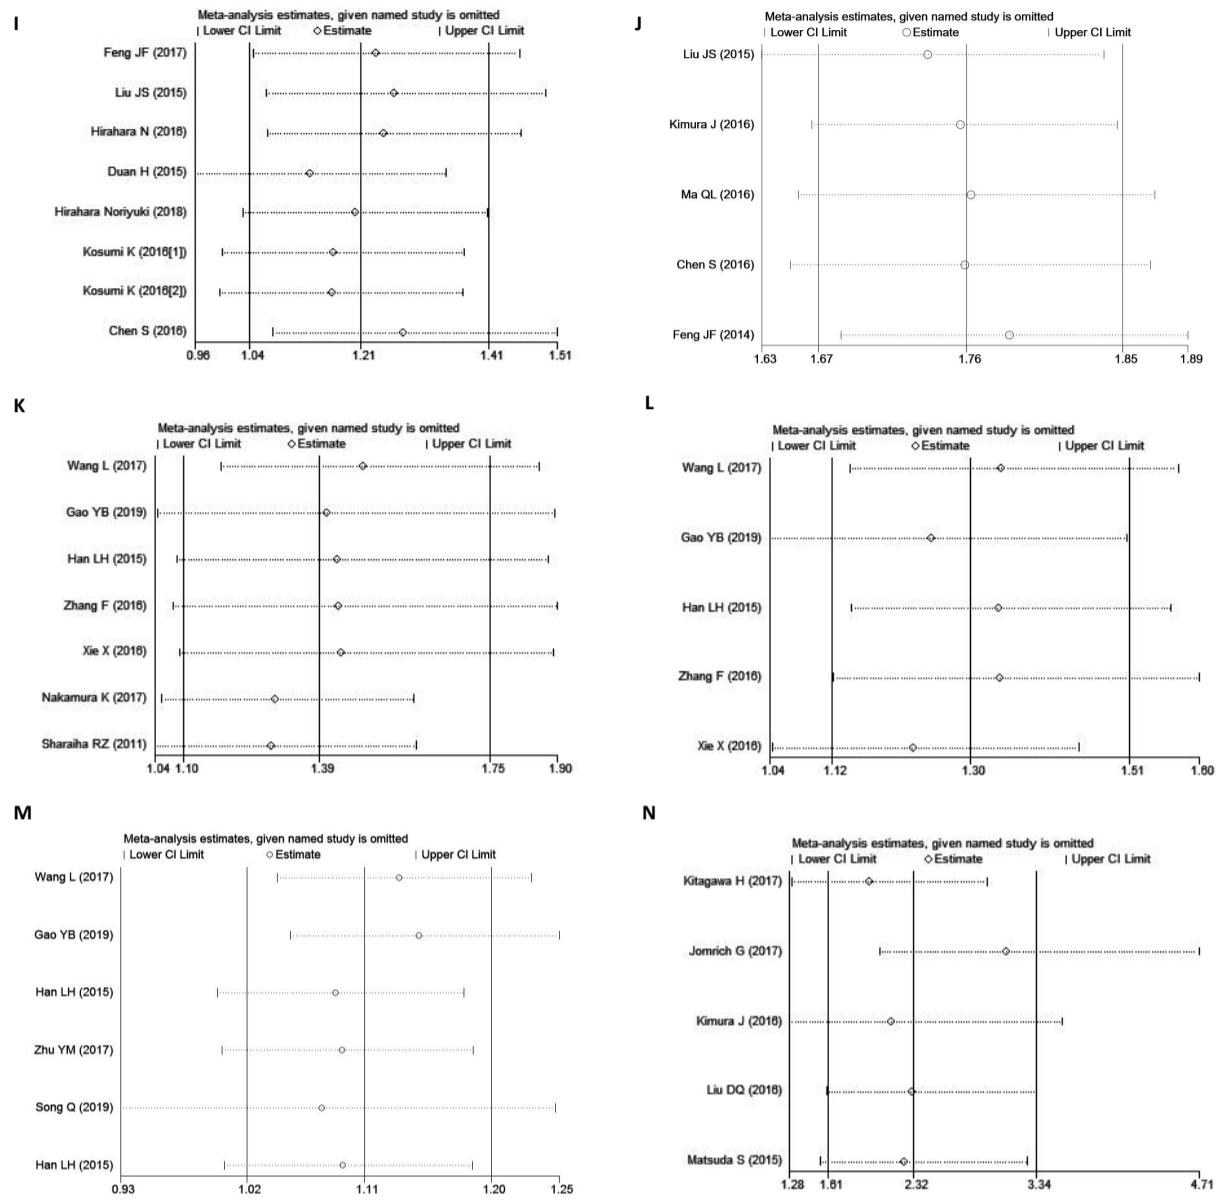 I
Meta-analysis estimates, given named study is omitted
Lower CI Limit Estimate Upper CI Limit
Feng JF (2017)
Liu JS (2015)
Hirahara N (2016)
Duan H (2015)
Hirahara Noriyuki (2018)
Kosumi K (2016[1])
Kosumi K (2016[2])
Chen S (2016)
0.96 1.04 1.21 1.41 1.51
J
Meta-analysis estimates, given named study is omitted
Lower CI Limit Estimate Upper CI Limit
Liu JS (2015)
Kimura J (2016)
Ma QL (2016)
Chen S (2016)
Feng JF (2014)
1.63 1.67 1.76 1.85 1.89
K
Meta-analysis estimates, given named study is omitted
Lower CI Limit Estimate Upper CI Limit
Wang L (2017)
Gao YB (2019)
Han LH (2015)
Zhang F (2016)
Xie X (2016)
Nakamura K (2017)
Sharaiha RZ (2011)
1.04 1.10 1.39 1.75 1.90
L
Meta-analysis estimates, given named study is omitted
Lower CI Limit Estimate Upper CI Limit
Wang L (2017)
Gao YB (2019)
Han LH (2015)
Zhang F (2016)
Xie X (2016)
1.04 1.12 1.30 1.51 1.60
M
Meta-analysis estimates, given named study is omitted
Lower CI Limit Estimate Upper CI Limit
Wang L (2017)
Gao YB (2019)
Han LH (2015)
Zhu YM (2017)
Song Q (2019)
Han LH (2015)
0.93 1.02 1.11 1.20 1.25
N
Meta-analysis estimates, given named study is omitted
Lower CI Limit Estimate Upper CI Limit
Kitagawa H (2017)
Jomrich G (2017)
Kimura J (2016)
Liu DQ (2016)
Matsuda S (2015)
1.28 1.81 2.32 3.34 4.71